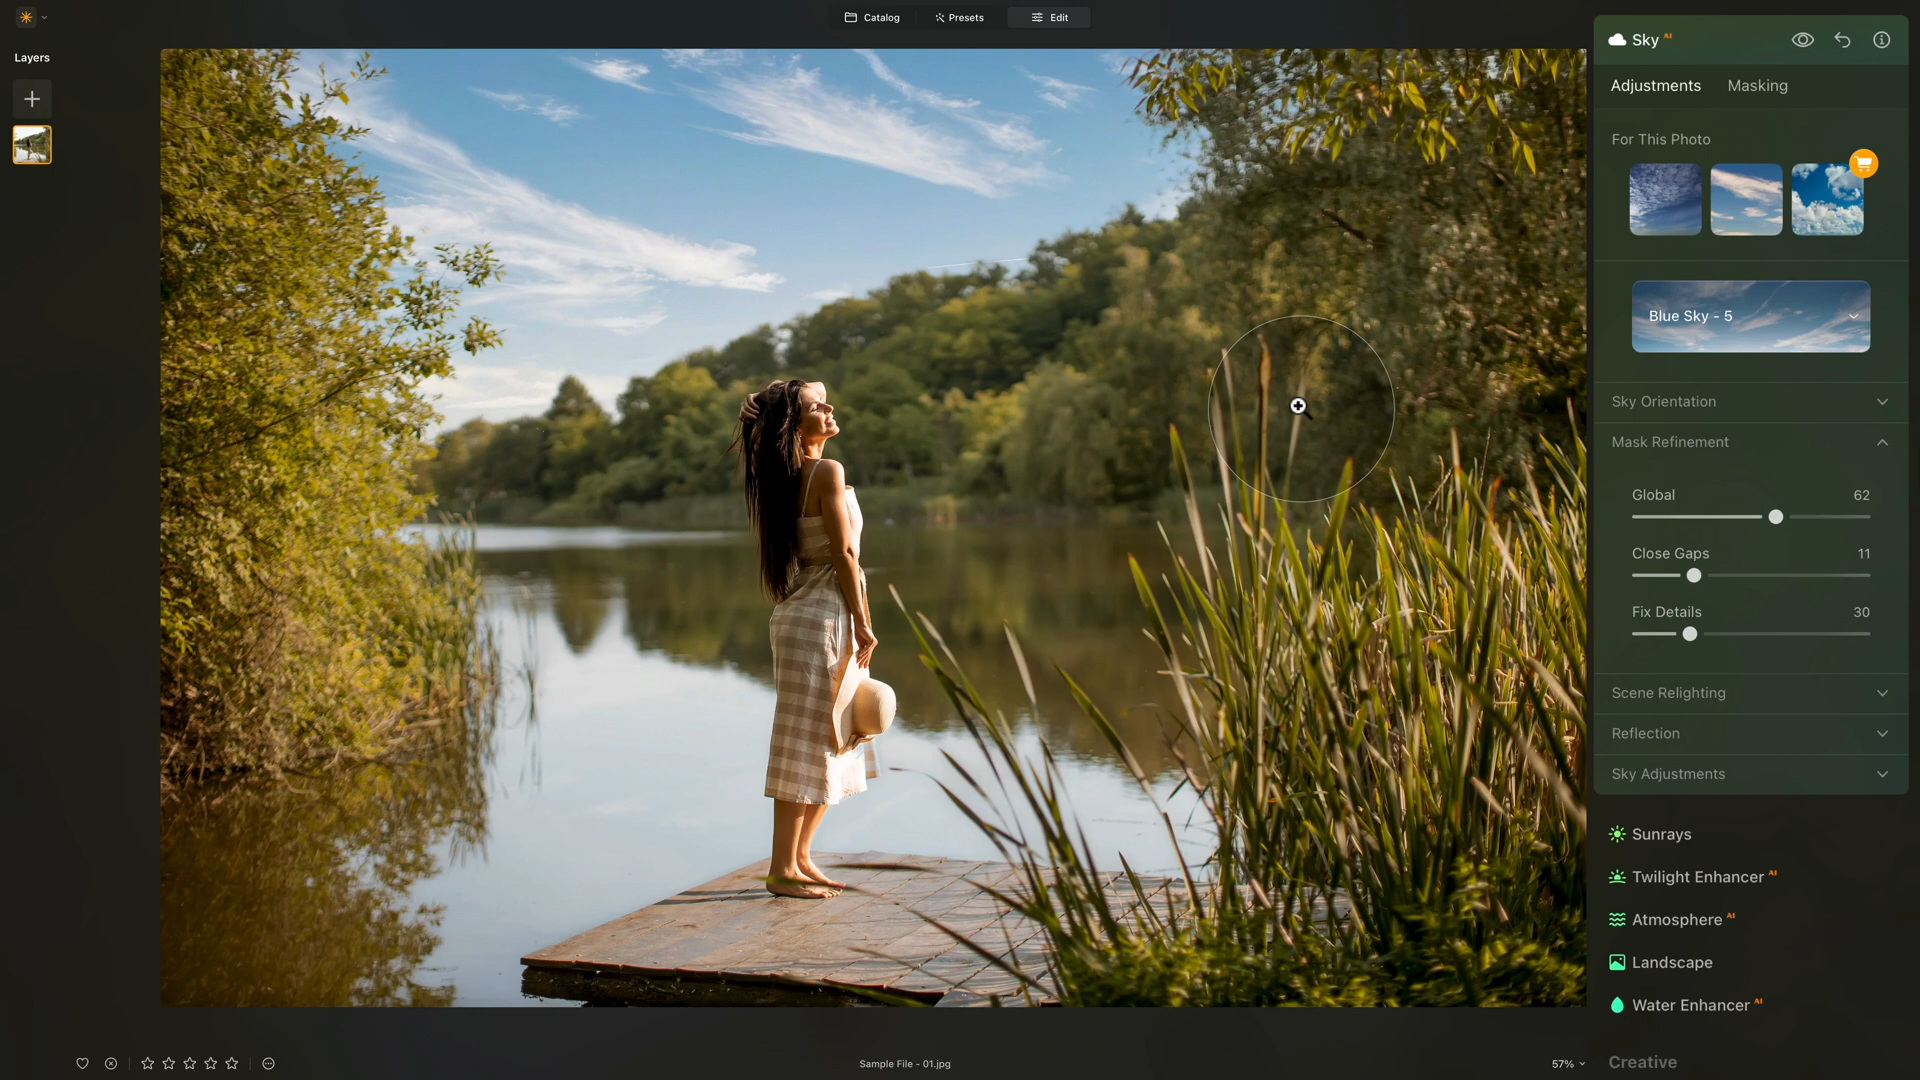 Catalog
Presets
Edit
Layers
Sky AI
Adjustments
Masking
For This Photo
Blue Sky - 5
Sky Orientation
Mask Refinement
Global 62
Close Gaps 11
Fix Details 30
Scene Relighting
Reflection
Sky Adjustments
Sunrays
Twilight Enhancer AI
Atmosphere AI
Landscape
Water Enhancer AI
Creative
Sample File - 01.jpg
57%